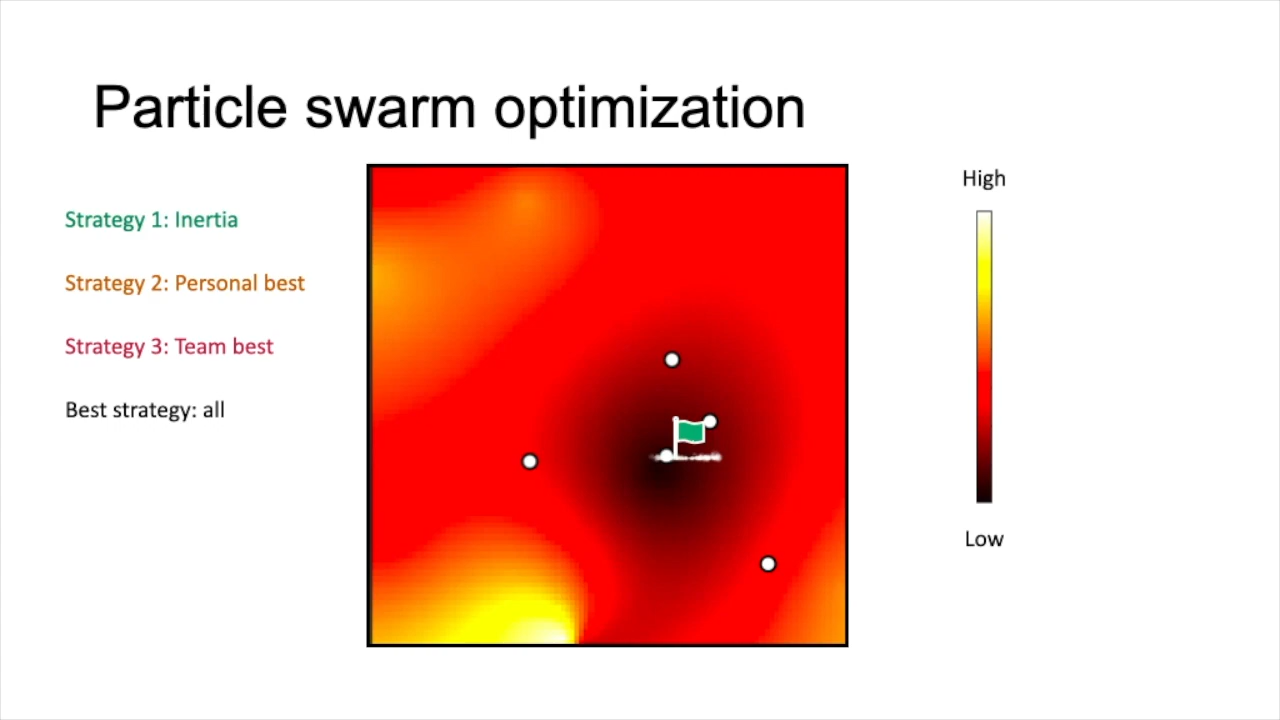 Particle swarm optimization
Strategy 1: Inertia
Strategy 2: Personal best
Strategy 3: Team best
Best strategy: all
High
Low